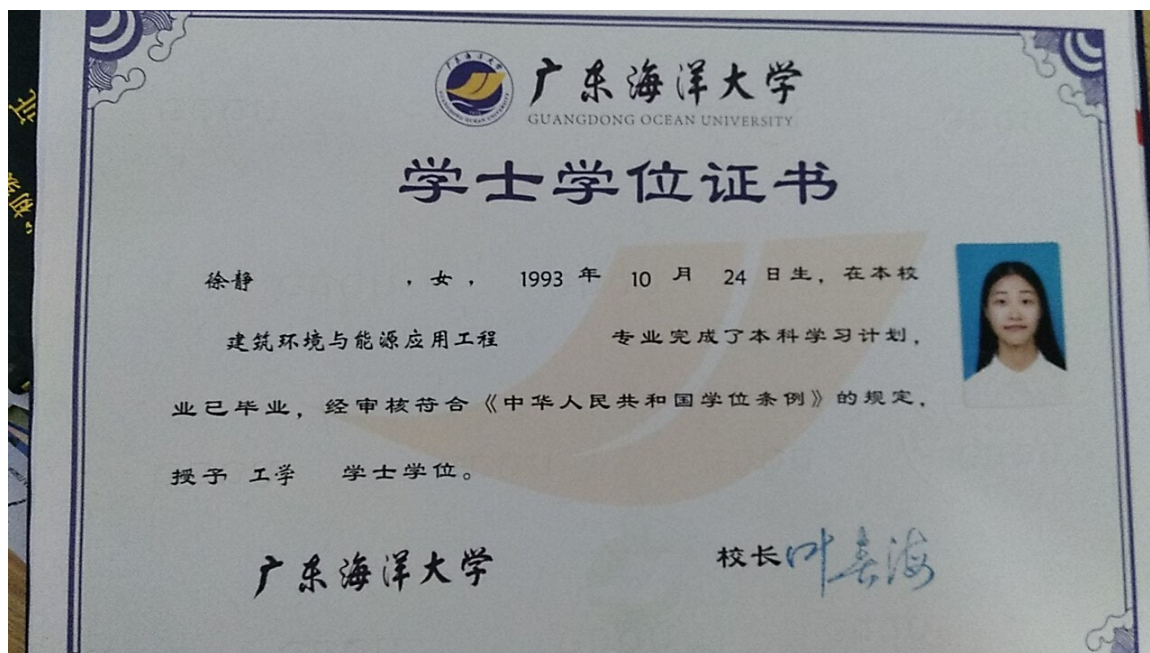 广东海洋大学
GUANGDONG OCEAN UNIVERSITY
学士学位证书
徐静 ，女， 1993 年 10 月 24 日生，在本校
建筑环境与能源应用工程 专业完成了本科学习计划，
业已毕业，经审核符合《中华人民共和国学位条例》的规定，
授予 工学 学士学位。
广东海洋大学
校长 叶春海